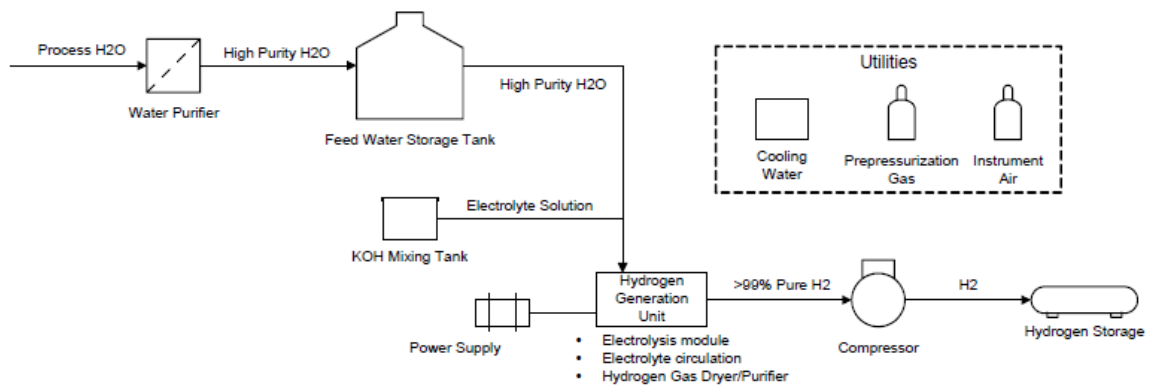 Process H2O
Water Purifier
High Purity H2O
Feed Water Storage Tank
High Purity H2O
Utilities
Cooling
Water
Prepressurization
Gas
Instrument
Air
Electrolyte Solution
KOH Mixing Tank
Power Supply
Hydrogen
Generation
Unit
• Electrolysis module
• Electrolyte circulation
• Hydrogen Gas Dryer/Purifier
>99% Pure H2
Compressor
H2
Hydrogen Storage